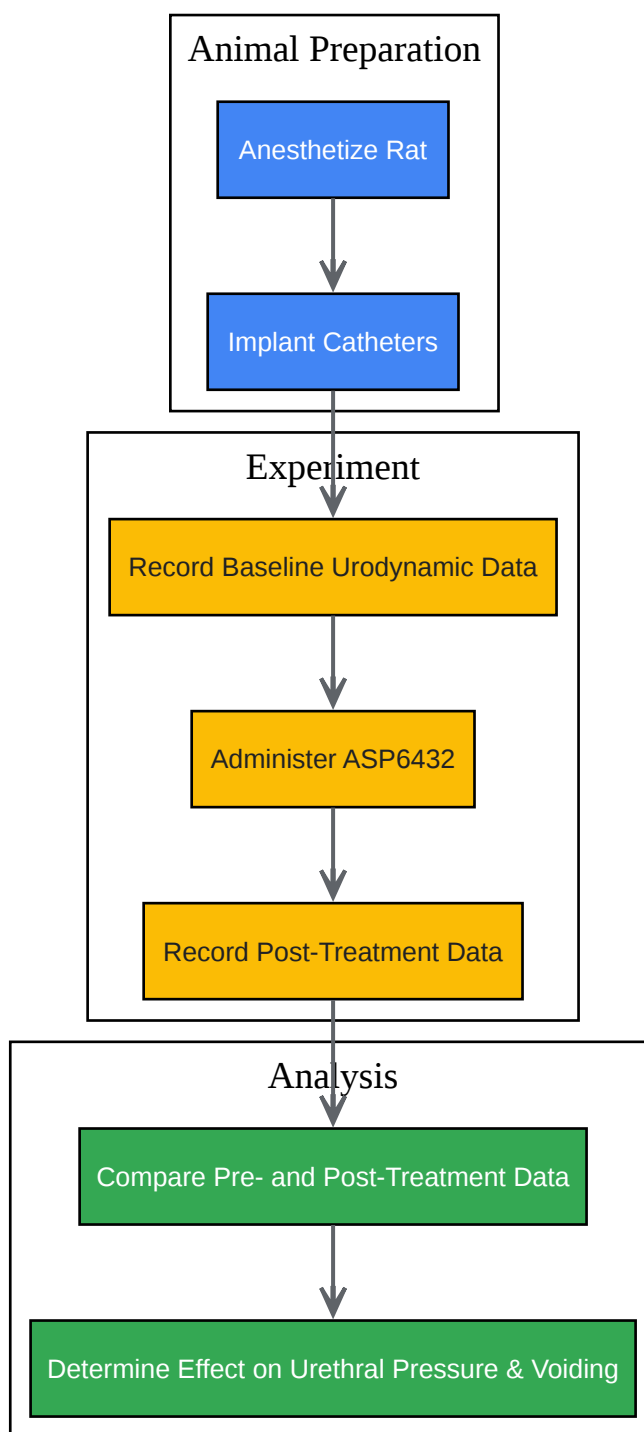 Animal Preparation
Anesthetize Rat
Implant Catheters
Experiment
Record Baseline Urodynamic Data
Administer ASP6432
Record Post-Treatment Data
Analysis
Compare Pre- and Post-Treatment Data
Determine Effect on Urethral Pressure & Voiding